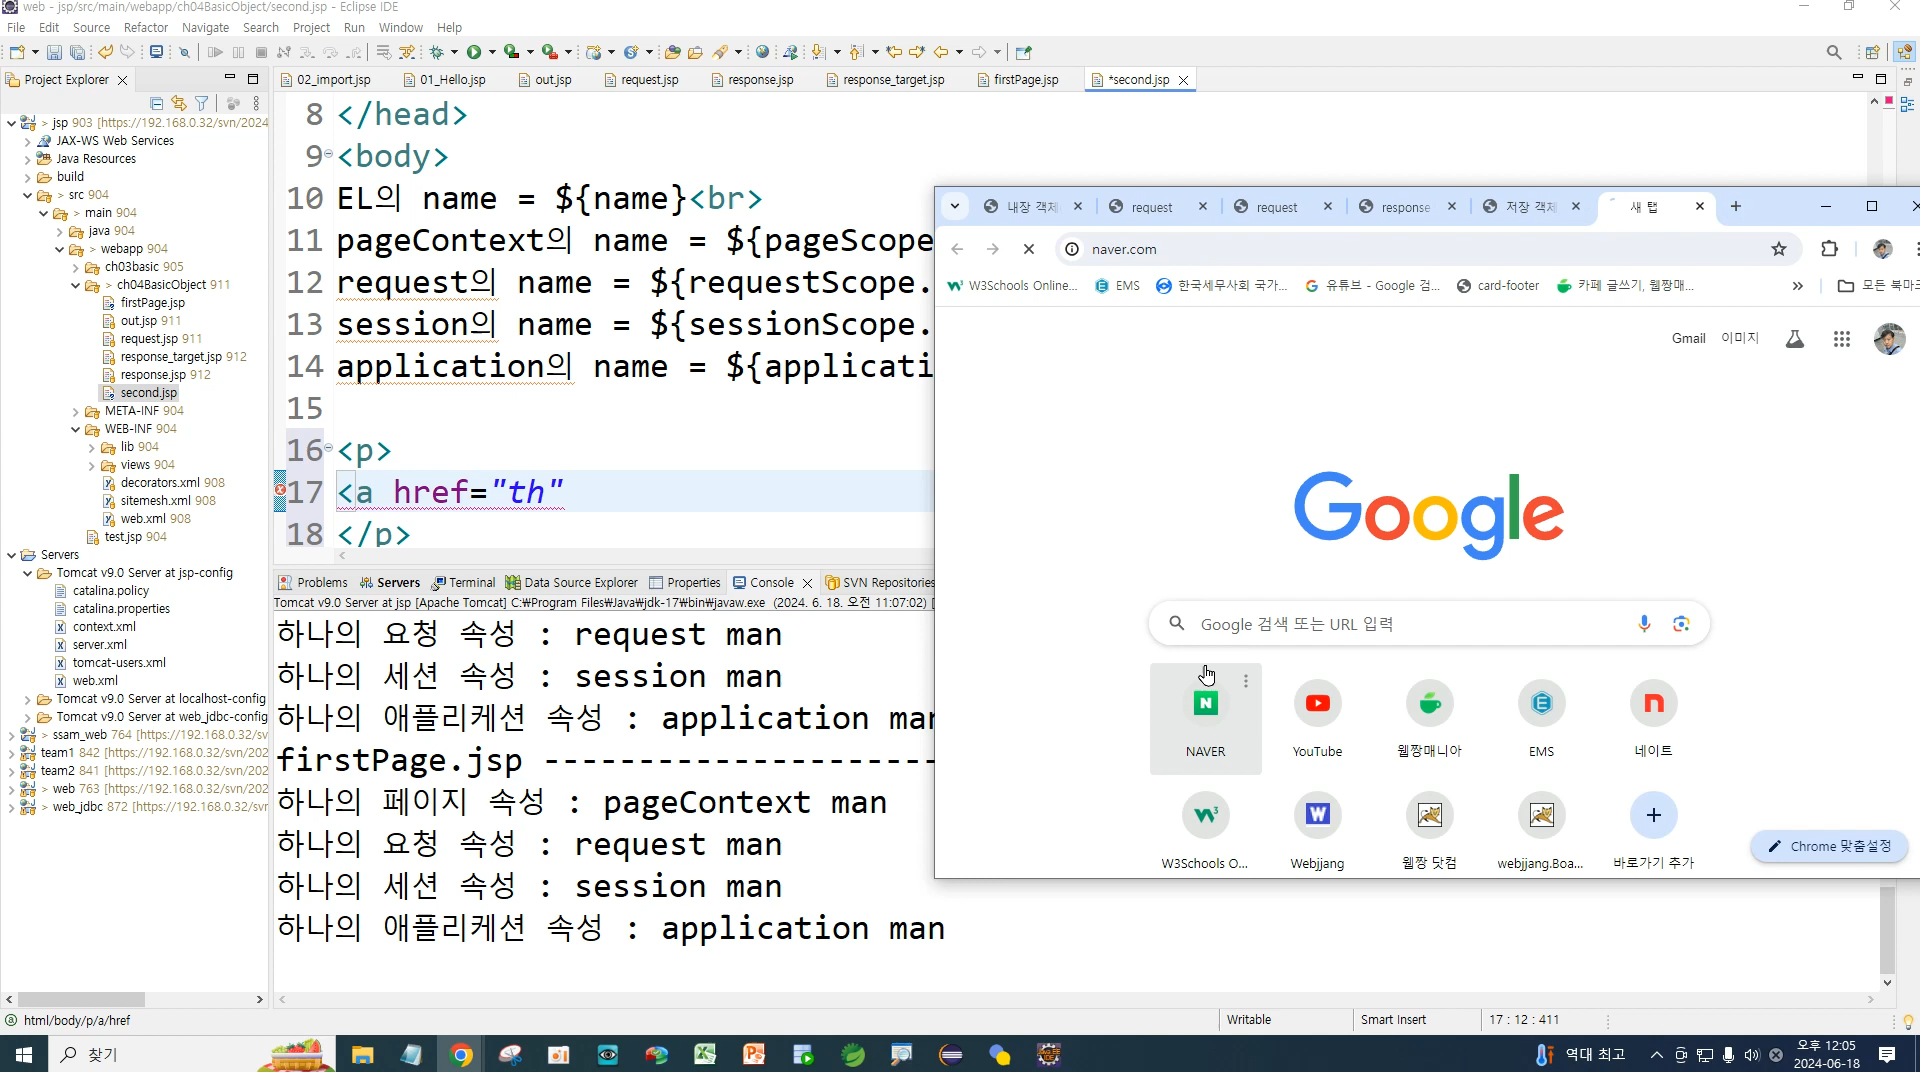 web - jsp/src/main/webapp/ch04BasicObject/second.jsp - Eclipse IDE
File Edit Source Refactor Navigate Search Project Run Window Help
Project Explorer
02_import.jsp 01_Hello.jsp out.jsp request.jsp response.jsp response_target.jsp firstPage.jsp *second.jsp
> jsp 903 [https://192.168.0.32/svn/2024
JAX-WS Web Services
Java Resources
build
> src 904
> main 904
java 904
> webapp 904
ch03basic 905
> ch04BasicObject 911
firstPage.jsp
out.jsp 911
request.jsp 911
response_target.jsp 912
response.jsp 912
second.jsp
META-INF 904
WEB-INF 904
lib 904
views 904
decorators.xml 908
sitemesh.xml 908
web.xml 908
test.jsp 904
Servers
Tomcat v9.0 Server at jsp-config
catalina.policy
catalina.properties
context.xml
server.xml
tomcat-users.xml
web.xml
Tomcat v9.0 Server at localhost-config
Tomcat v9.0 Server at web_jdbc-config
> ssam_web 764 [https://192.168.0.32/sv
team1 842 [https://192.168.0.32/svn/202
team2 841 [https://192.168.0.32/svn/202
> web 763 [https://192.168.0.32/svn/202
> web_jdbc 872 [https://192.168.0.32/svr
8 </head>
9 <body>
10 EL의 name = ${name}<br>
11 pageContext의 name = ${pageScope
12 request의 name = ${requestScope.
13 session의 name = ${sessionScope.
14 application의 name = ${applicati
15
16 <p>
17 <a href="th"
18 </p>
Problems Servers Terminal Data Source Explorer Properties Console SVN Repositories
Tomcat v9.0 Server at jsp [Apache Tomcat] C:₩Program Files₩Java₩jdk-17₩bin₩javaw.exe (2024. 6. 18. 오전 11:07:02) [
하나의 요청 속성 : request man
하나의 세션 속성 : session man
하나의 애플리케션 속성 : application man
firstPage.jsp ----------------------
하나의 페이지 속성 : pageContext man
하나의 요청 속성 : request man
하나의 세션 속성 : session man
하나의 애플리케션 속성 : application man
내장 객체 request request response 저장 객체 새 탭
naver.com
W3Schools Online... EMS 한국세무사회 국가... 유튜브 - Google 검... card-footer 카페 글쓰기, 웹짱매... » 모든 북마크
Gmail 이미지
Google
Google 검색 또는 URL 입력
NAVER YouTube 웹짱매니아 EMS 네이트
W3Schools O... Webjjang 웹짱 닷컴 webjjang.Boa... 바로가기 추가
Chrome 맞춤설정
html/body/p/a/href
Writable Smart Insert 17 : 12 : 411
찾기
역대 최고
오후 12:05
2024-06-18